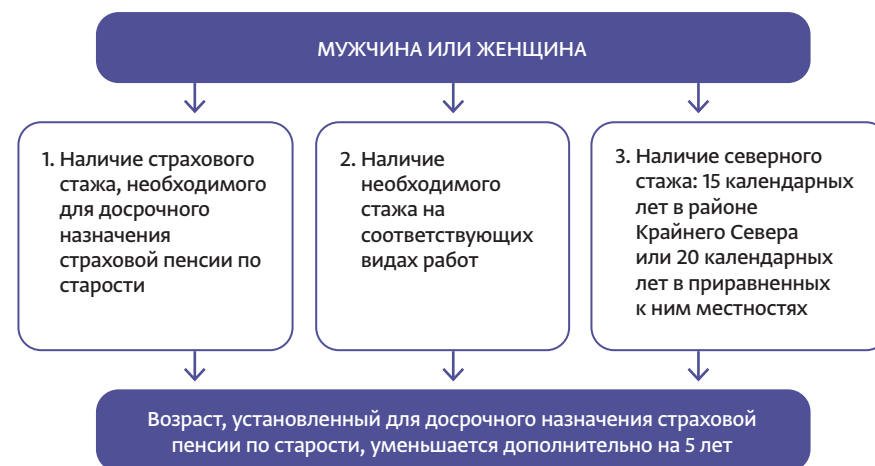 МУЖЧИНА ИЛИ ЖЕНЩИНА
1. Наличие страхового
стажа, необходимого
для досрочного
назначения
страховой пенсии по
старости
2. Наличие
необходимого
стажа на
соответствующих
видах работ
3. Наличие северного
стажа: 15 календарных
лет в районе
Крайнего Севера
или 20 календарных
лет в приравненных
к ним местностях
Возраст, установленный для досрочного назначения страховой
пенсии по старости, уменьшается дополнительно на 5 лет